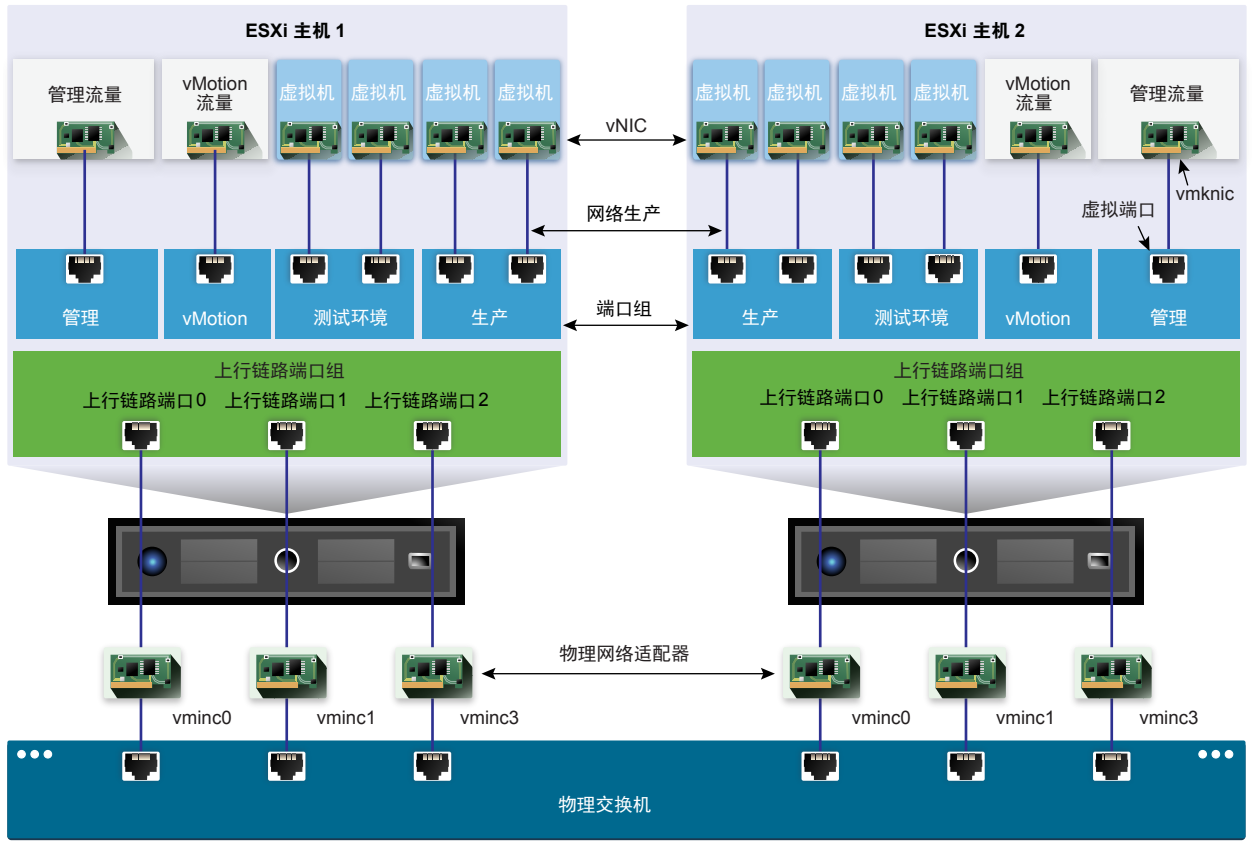 ESXi 主机 1
ESXi 主机 2
管理流量
vMotion
流量
虚拟机
虚拟机
虚拟机
虚拟机
vNIC
虚拟机
虚拟机
虚拟机
虚拟机
vMotion
流量
管理流量
vmknic
虚拟端口
网络生产
管理
vMotion
测试环境
生产
端口组
生产
测试环境
vMotion
管理
上行链路端口组
上行链路端口0
上行链路端口1
上行链路端口2
上行链路端口组
上行链路端口0
上行链路端口1
上行链路端口2
物理网络适配器
vminc0
vminc1
vminc3
vminc0
vminc1
vminc3
物理交换机